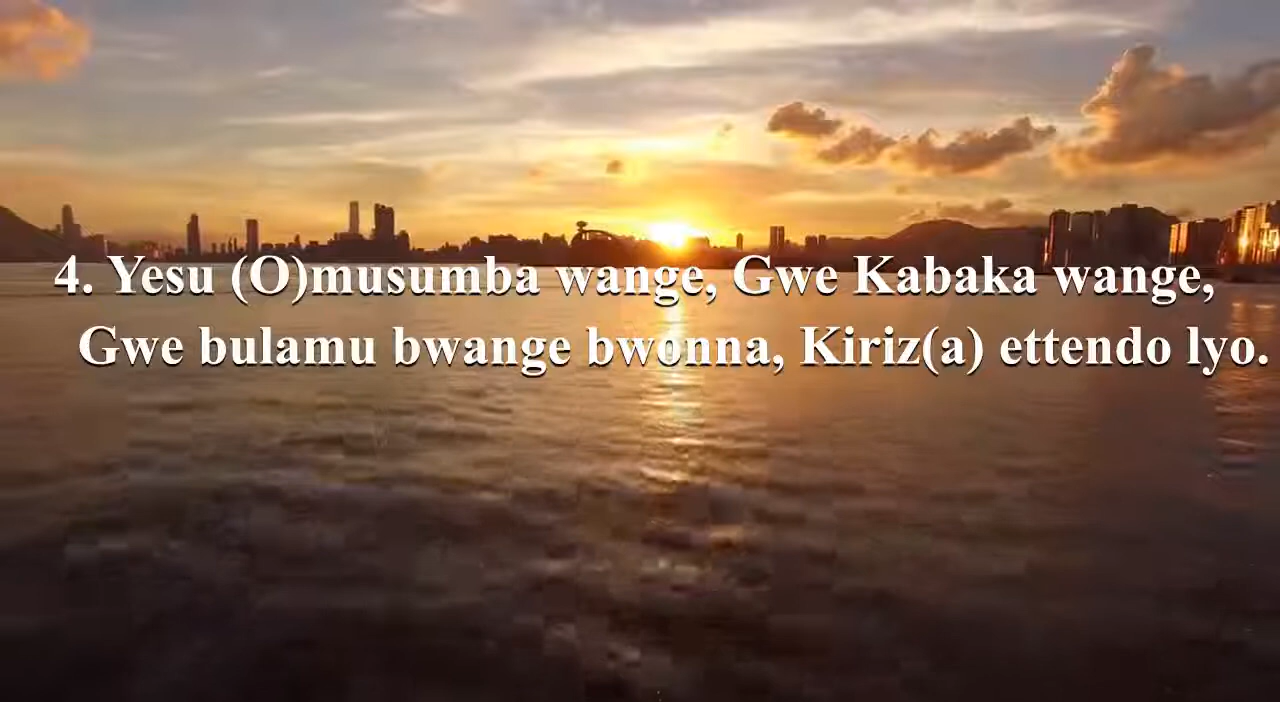 4. Yesu (O)musumba wange, Gwe Kabaka wange,
Gwe bulamu bwange bwonna, Kiriz(a) ettendo lyo.